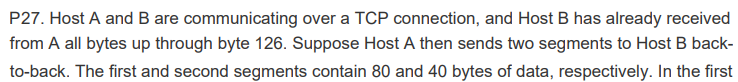 P27. Host A and B are communicating over a TCP connection, and Host B has already received
from A all bytes up through byte 126. Suppose Host A then sends two segments to Host B back-
to-back. The first and second segments contain 80 and 40 bytes of data, respectively. In the first